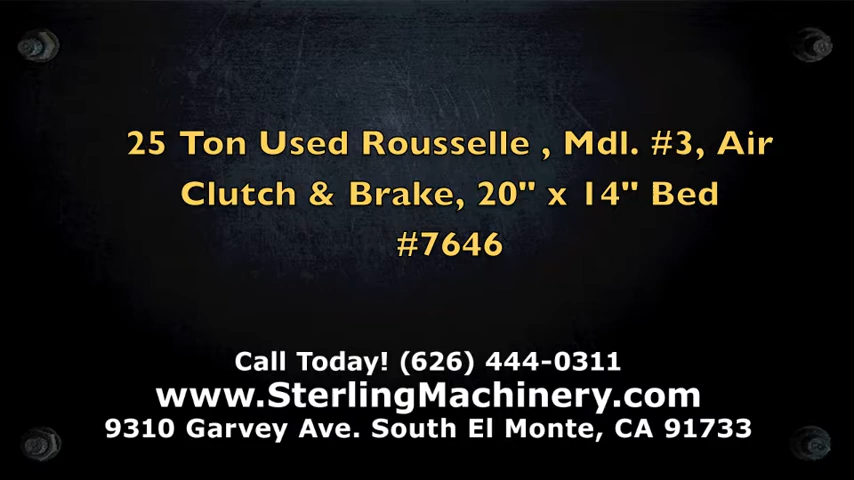 25 Ton Used Rousselle , Mdl. #3, Air
Clutch & Brake, 20" x 14" Bed
#7646
Call Today! (626) 444-0311
www.SterlingMachinery.com
9310 Garvey Ave. South El Monte, CA 91733